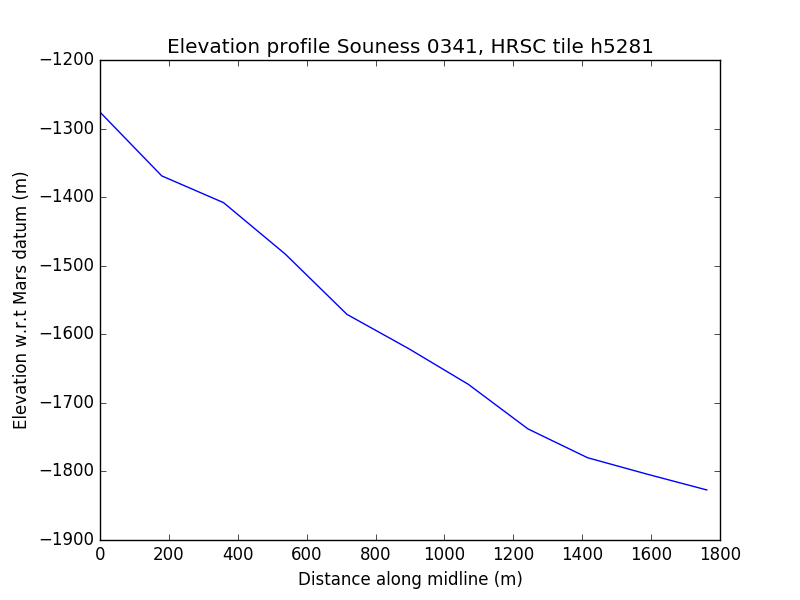 Elevation profile Souness 0341, HRSC tile h5281
−1200
−1300
−1400
−1500
−1600
−1700
−1800
−1900
Elevation w.r.t Mars datum (m)
0 200 400 600 800 1000 1200 1400 1600 1800
Distance along midline (m)